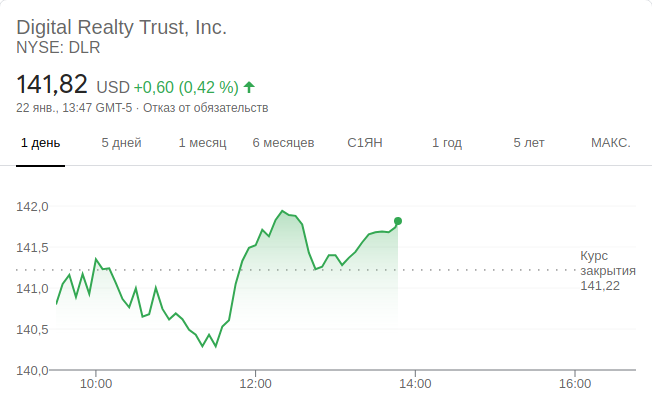 Digital Realty Trust, Inc.
NYSE: DLR
141,82 USD +0,60 (0,42 %)
22 янв., 13:47 GMT-5 · Отказ от обязательств
1 день 5 дней 1 месяц 6 месяцев С1ЯН 1 год 5 лет МАКС.
142,0
141,5
Курс
закрытия
141,22
141,0
140,5
140,0
10:00 12:00 14:00 16:00